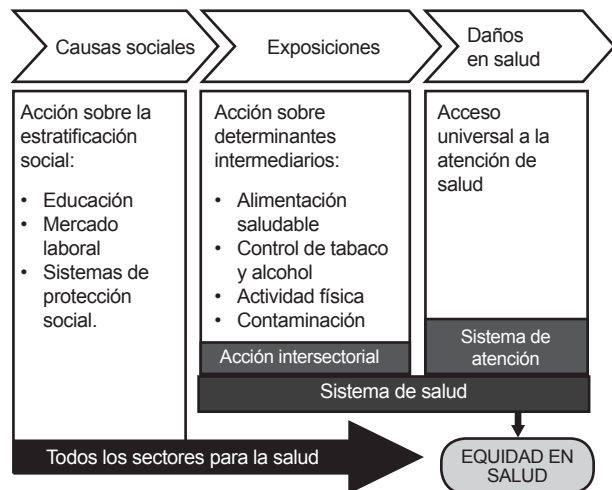 Causas sociales
Exposiciones
Daños
en salud
Acción sobre la
estratificación
social:
• Educación
• Mercado
laboral
• Sistemas de
protección
social.
Acción sobre
determinantes
intermediarios:
• Alimentación
saludable
• Control de tabaco
y alcohol
• Actividad física
• Contaminación
Acción intersectorial
Acceso
universal a la
atención de
salud
Sistema de
atención
Sistema de salud
Todos los sectores para la salud
EQUIDAD EN
SALUD